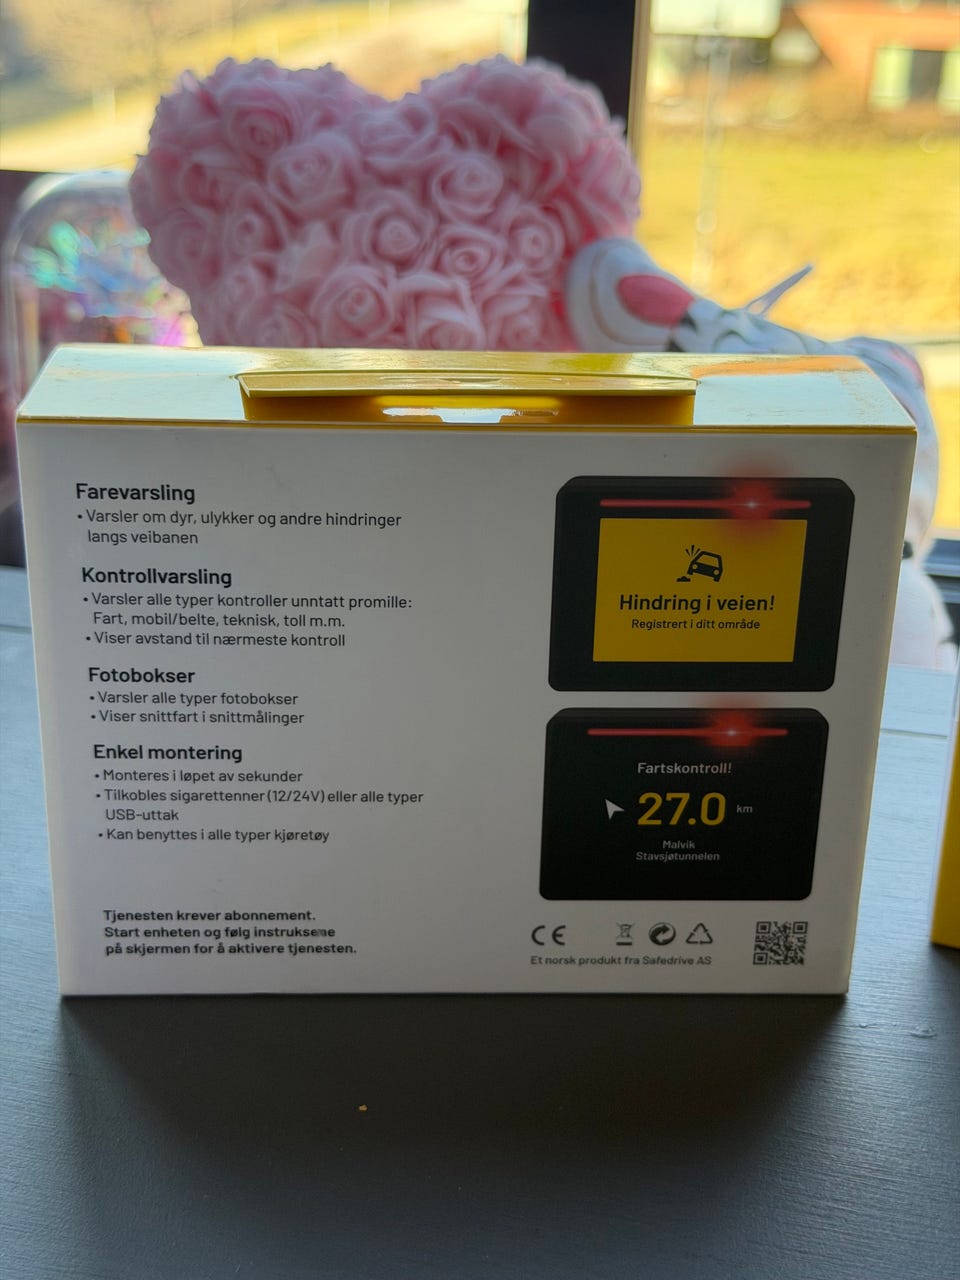 Farevarsling
• Varsler om dyr, ulykker og andre hindringer
langs veibanen
Kontrollvarsling
• Varsler alle typer kontroller unntatt promille:
Fart, mobil/belte, teknisk, toll m.m.
• Viser avstand til nærmeste kontroll
Fotobokser
• Varsler alle typer fotobokser
• Viser snittfart i snittmålinger
Enkel montering
• Monteres i løpet av sekunder
• Tilkobles sigarettenner (12/24V) eller alle typer
USB-uttak
• Kan benyttes i alle typer kjøretøy
Tjenesten krever abonnement.
Start enheten og følg instruksene
på skjermen for å aktivere tjenesten.
Hindring i veien!
Registrert i ditt område
Fartskontroll!
27.0 km
Malvik
Stavsjøtunnelen
CE
Et norsk produkt fra Safedrive AS